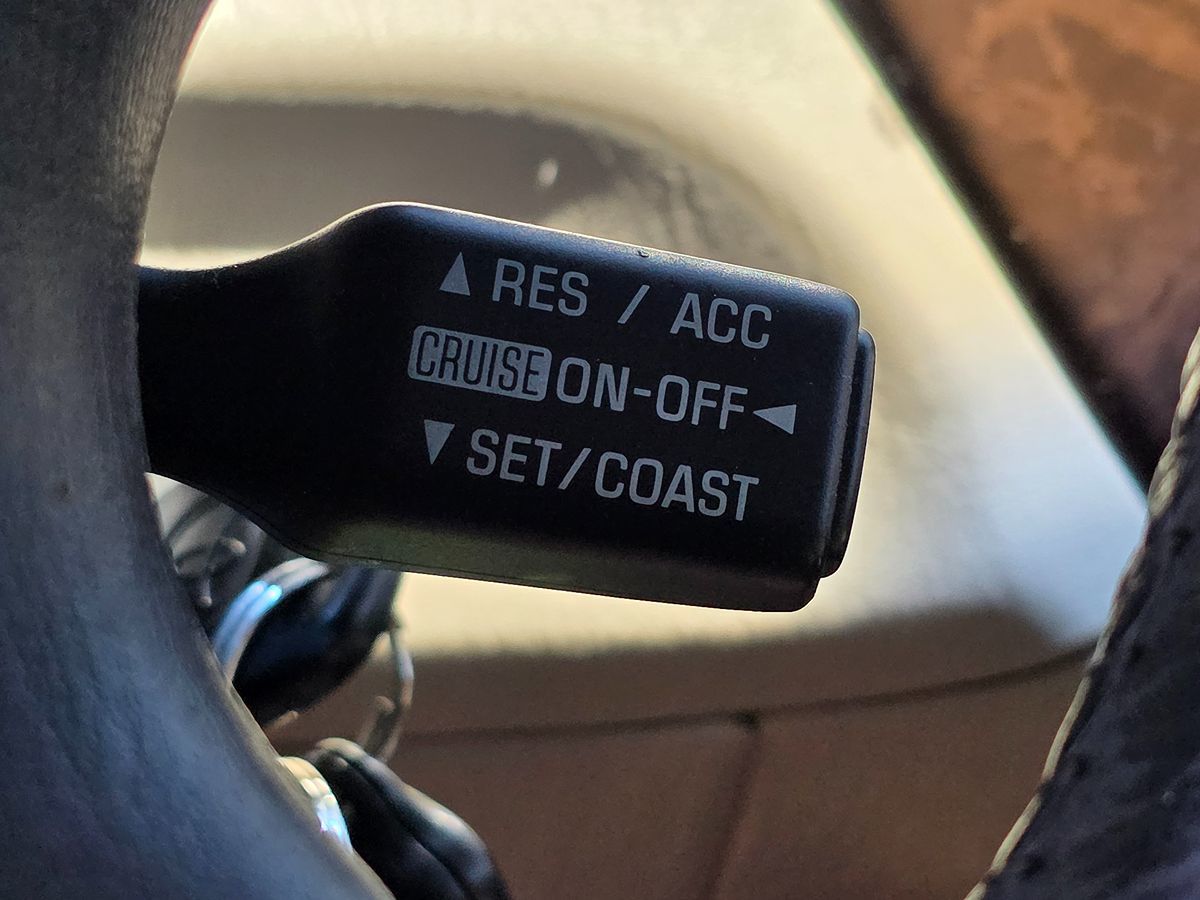 ▲ RES / ACC
CRUISE ON-OFF ◄
▼ SET/COAST